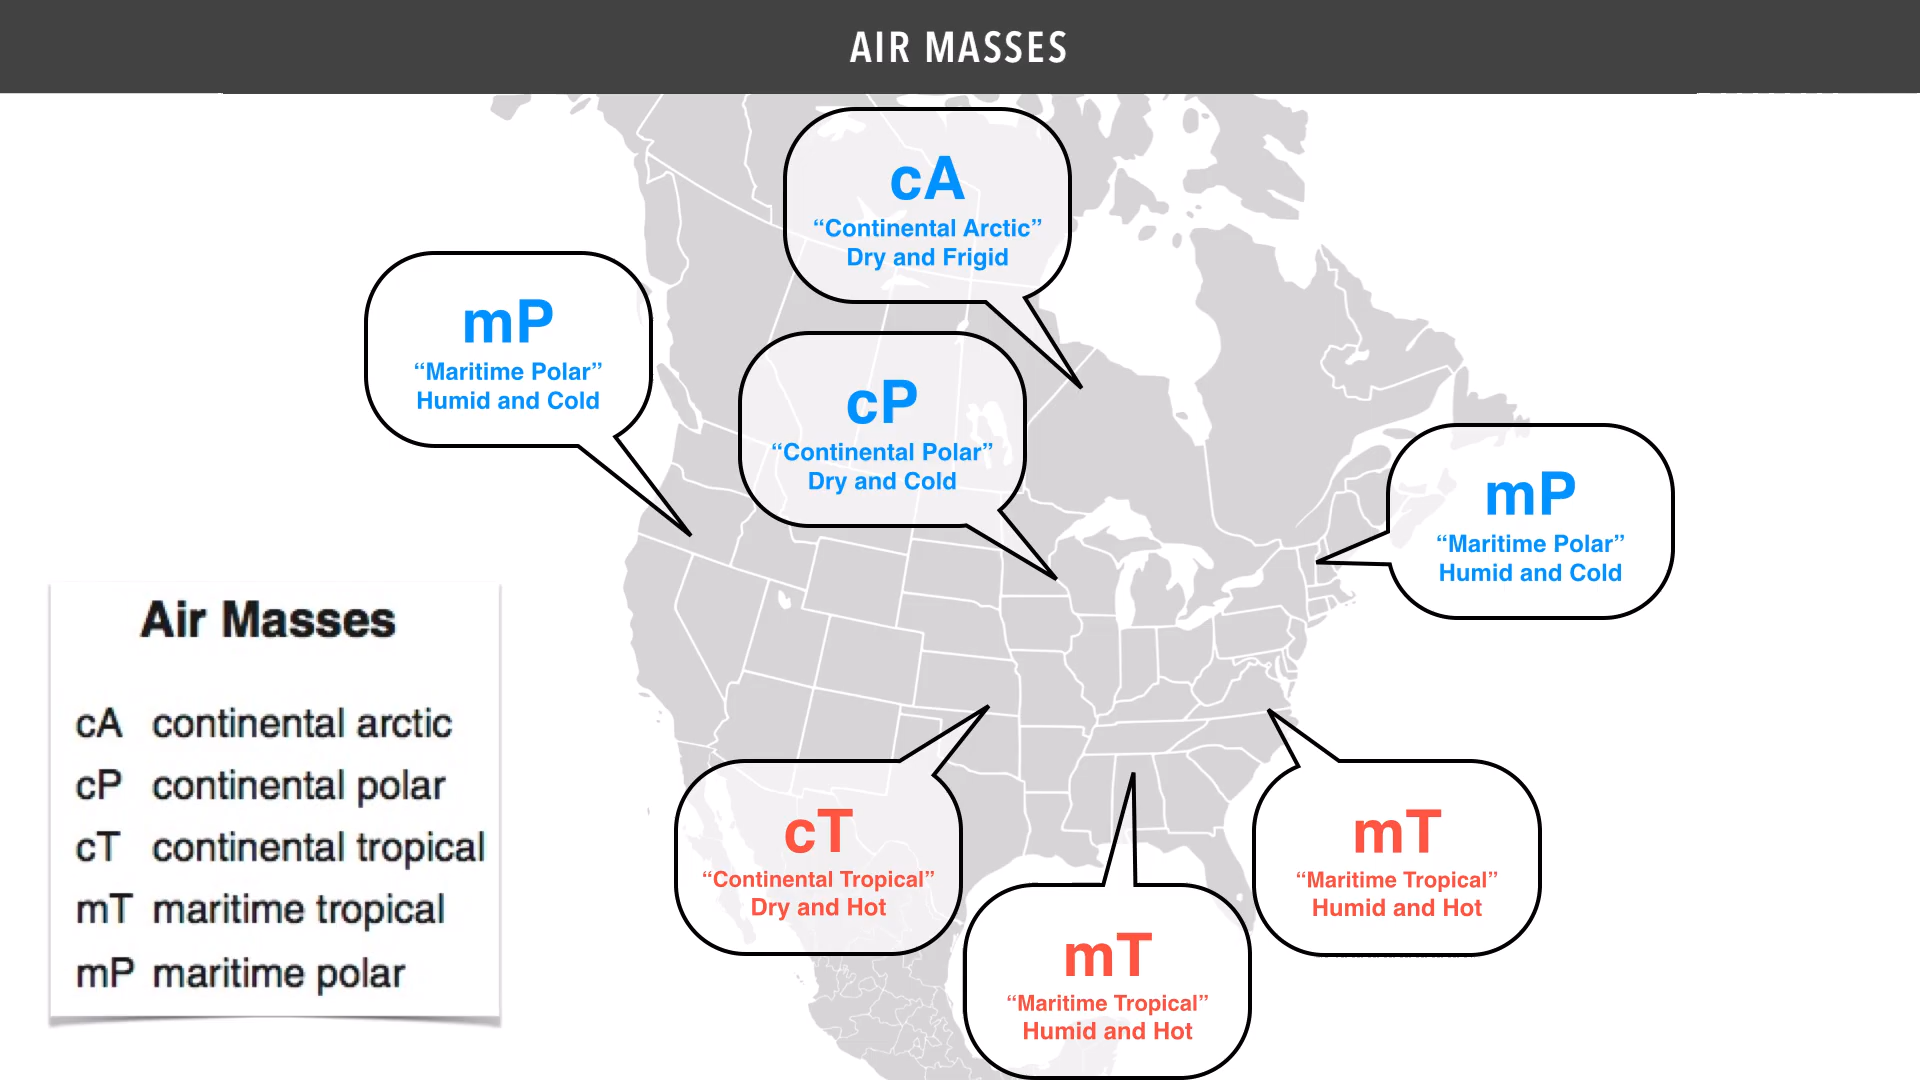 AIR MASSES
cA
“Continental Arctic”
Dry and Frigid
mP
“Maritime Polar”
Humid and Cold
cP
“Continental Polar”
Dry and Cold
mP
“Maritime Polar”
Humid and Cold
Air Masses
cA continental arctic
cP continental polar
cT continental tropical
mT maritime tropical
mP maritime polar
cT
“Continental Tropical”
Dry and Hot
mT
“Maritime Tropical”
Humid and Hot
mT
“Maritime Tropical”
Humid and Hot